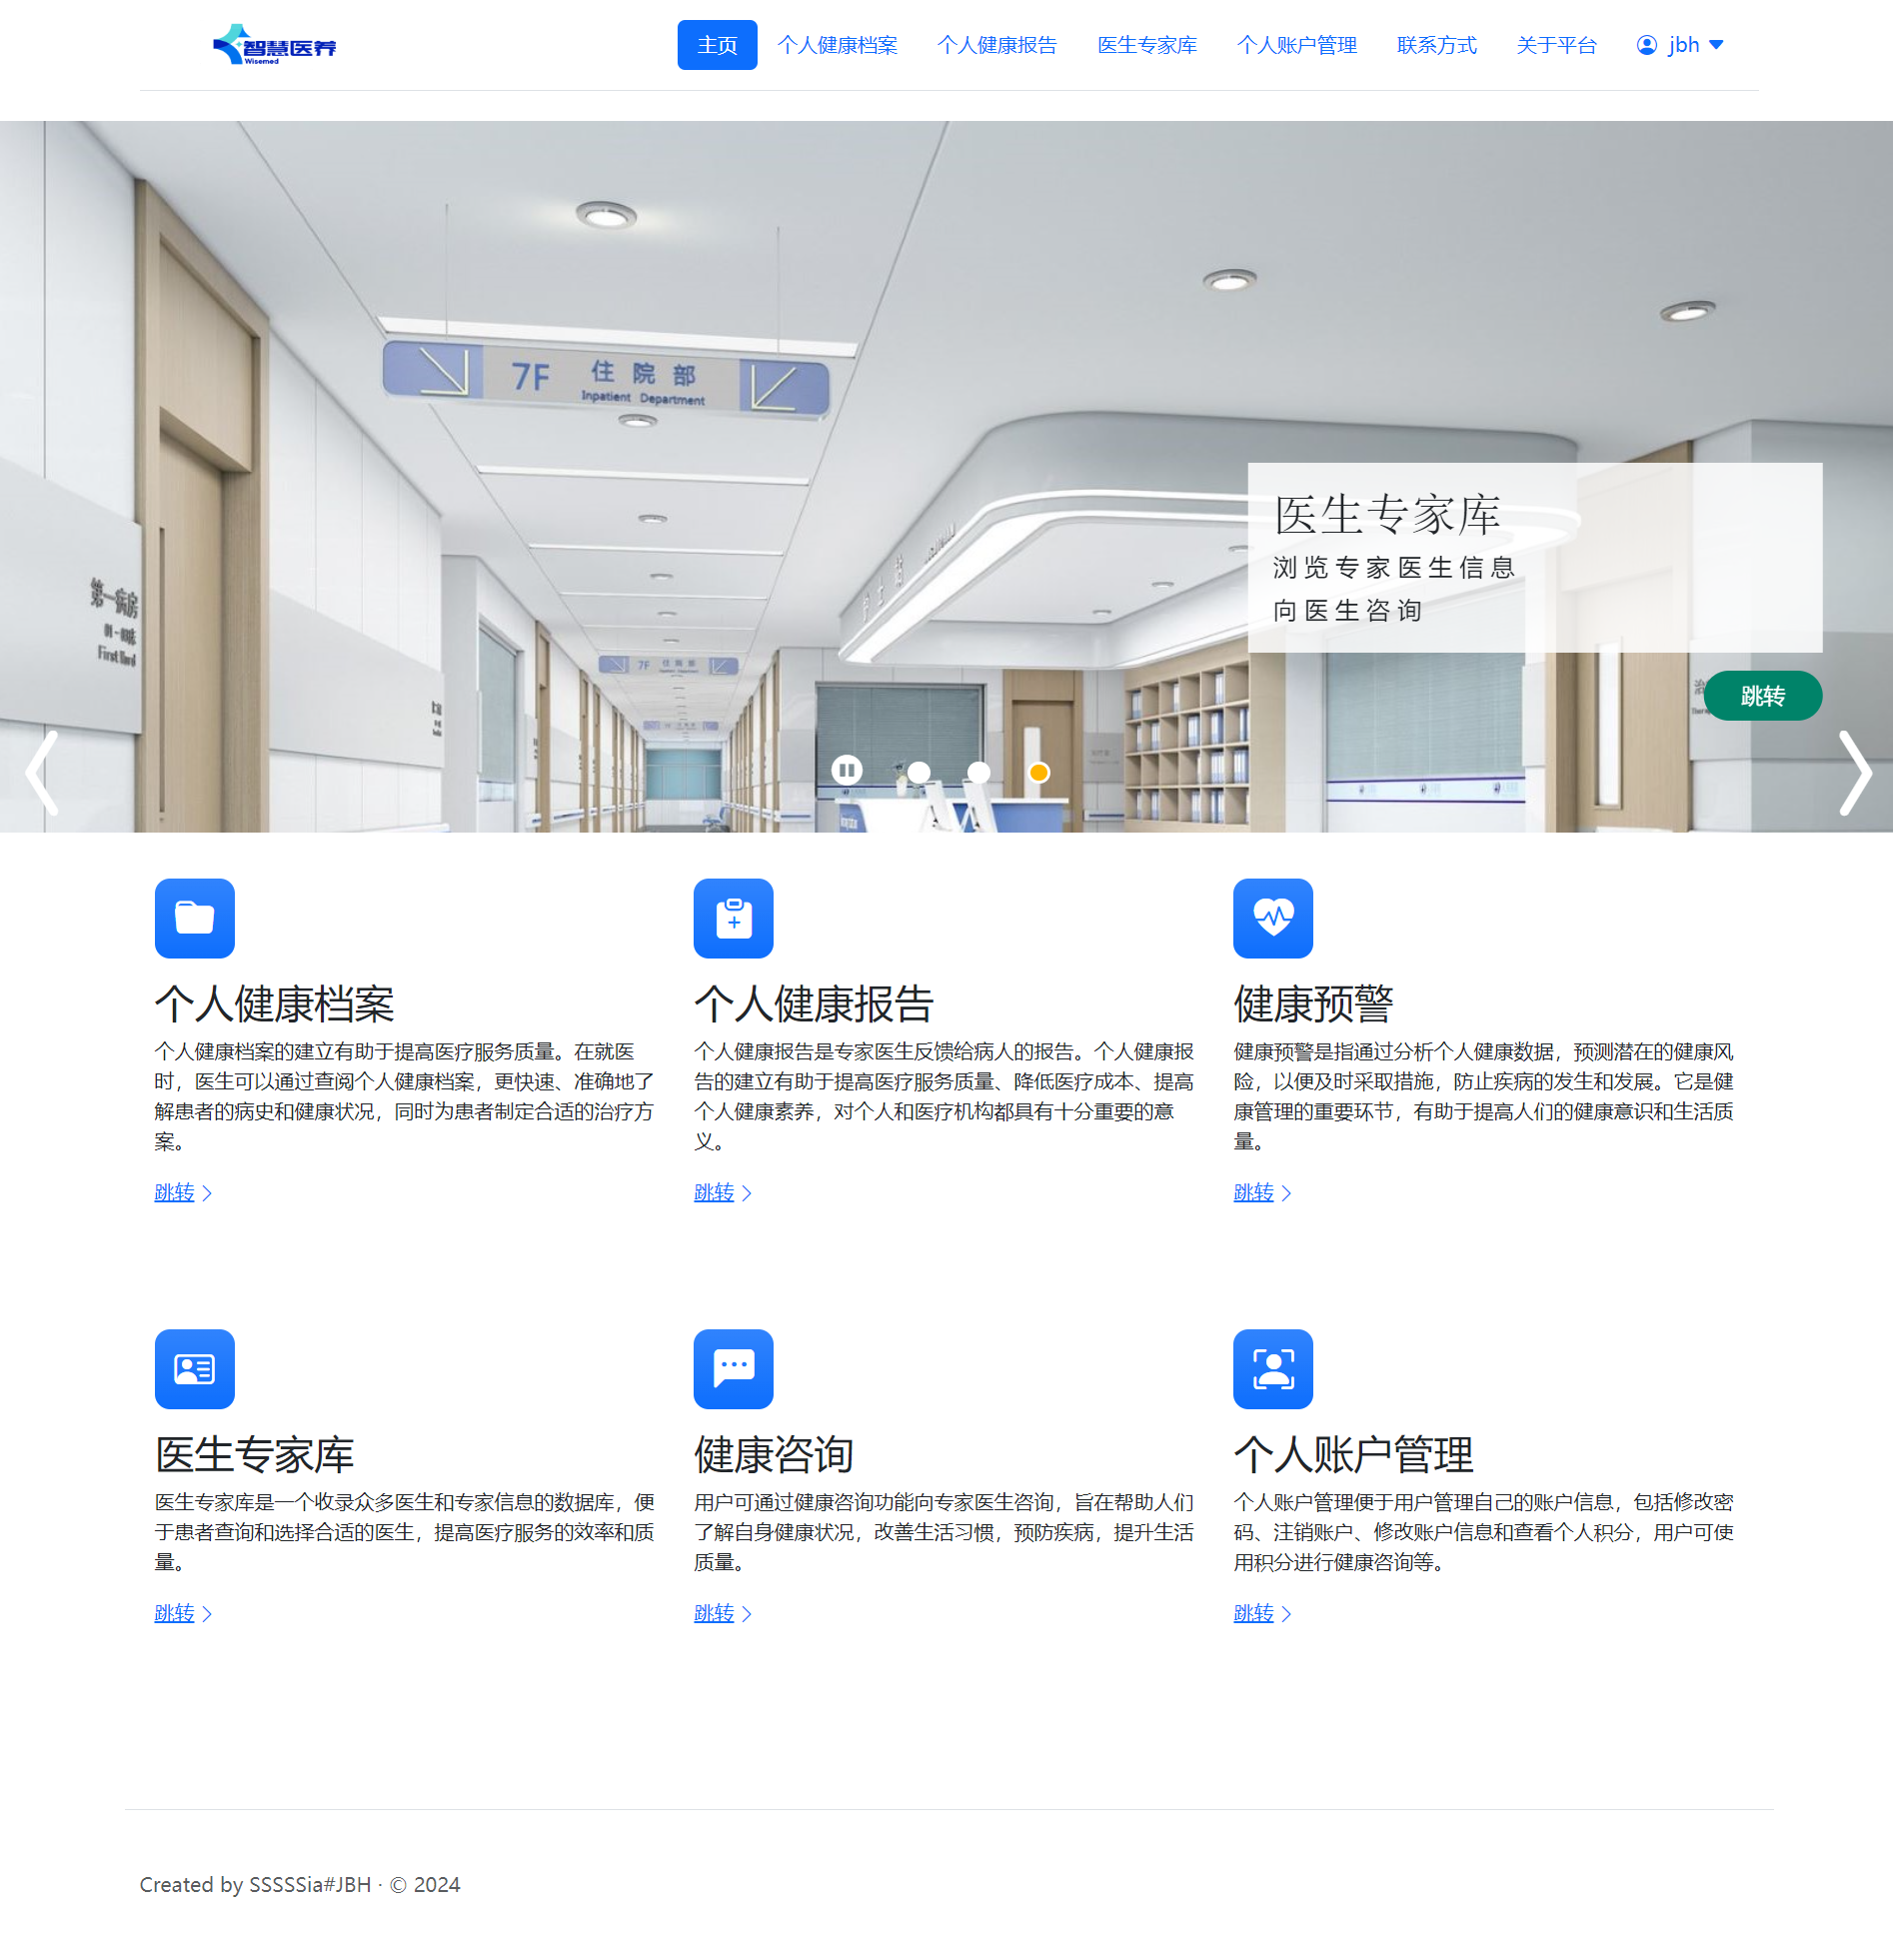 智慧医养
Wisemed
主页
个人健康档案
个人健康报告
医生专家库
个人账户管理
联系方式
关于平台
jbh
7F
住院部
Inpatient Department
第一病房
First Ward
7F
医生专家库
浏览专家医生信息
向医生咨询
跳转
个人健康档案
个人健康档案的建立有助于提高医疗服务质量。在就医
时，医生可以通过查阅个人健康档案，更快速、准确地了
解患者的病史和健康状况，同时为患者制定合适的治疗方
案。
跳转
个人健康报告
个人健康报告是专家医生反馈给病人的报告。个人健康报
告的建立有助于提高医疗服务质量、降低医疗成本、提高
个人健康素养，对个人和医疗机构都具有十分重要的意
义。
跳转
健康预警
健康预警是指通过分析个人健康数据，预测潜在的健康风
险，以便及时采取措施，防止疾病的发生和发展。它是健
康管理的重要环节，有助于提高人们的健康意识和生活质
量。
跳转
医生专家库
医生专家库是一个收录众多医生和专家信息的数据库，便
于患者查询和选择合适的医生，提高医疗服务的效率和质
量。
跳转
健康咨询
用户可通过健康咨询功能向专家医生咨询，旨在帮助人们
了解自身健康状况，改善生活习惯，预防疾病，提升生活
质量。
跳转
个人账户管理
个人账户管理便于用户管理自己的账户信息，包括修改密
码、注销账户、修改账户信息和查看个人积分，用户可使
用积分进行健康咨询等。
跳转
Created by SSSSSia#JBH · © 2024